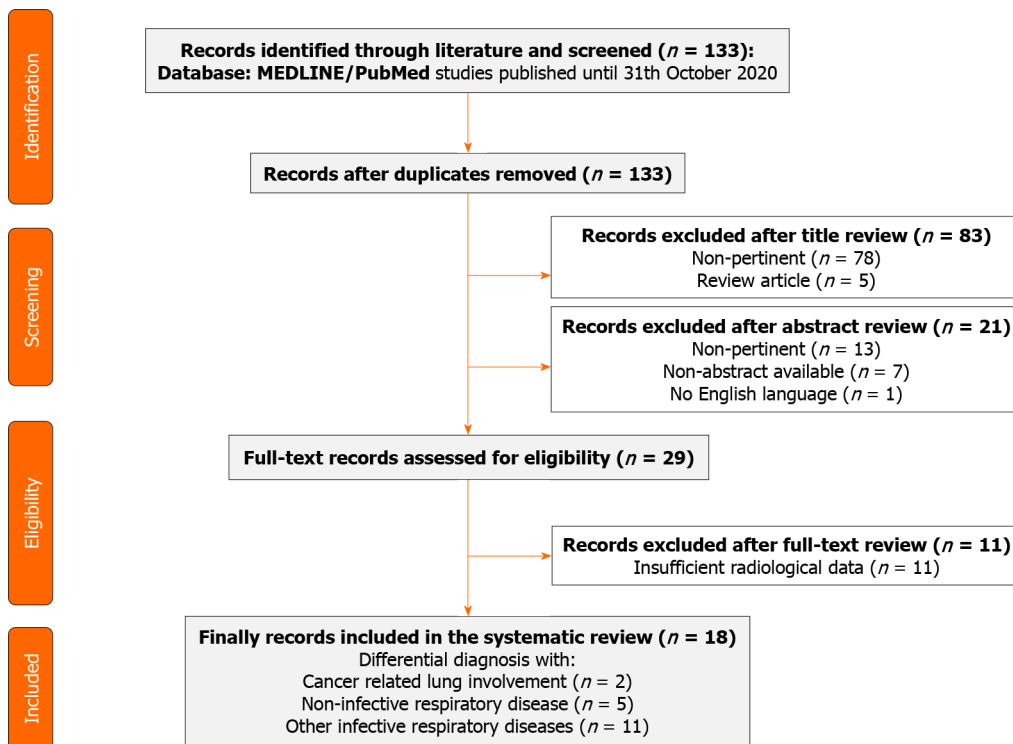 Identification
Records identified through literature and screened (n = 133):
Database: MEDLINE/PubMed studies published until 31th October 2020
Records after duplicates removed (n = 133)
Screening
Records excluded after title review (n = 83)
Non-pertinent (n = 78)
Review article (n = 5)
Records excluded after abstract review (n = 21)
Non-pertinent (n = 13)
Non-abstract available (n = 7)
No English language (n = 1)
Eligibility
Full-text records assessed for eligibility (n = 29)
Records excluded after full-text review (n = 11)
Insufficient radiological data (n = 11)
Included
Finally records included in the systematic review (n = 18)
Differential diagnosis with:
Cancer related lung involvement (n = 2)
Non-infective respiratory disease (n = 5)
Other infective respiratory diseases (n = 11)